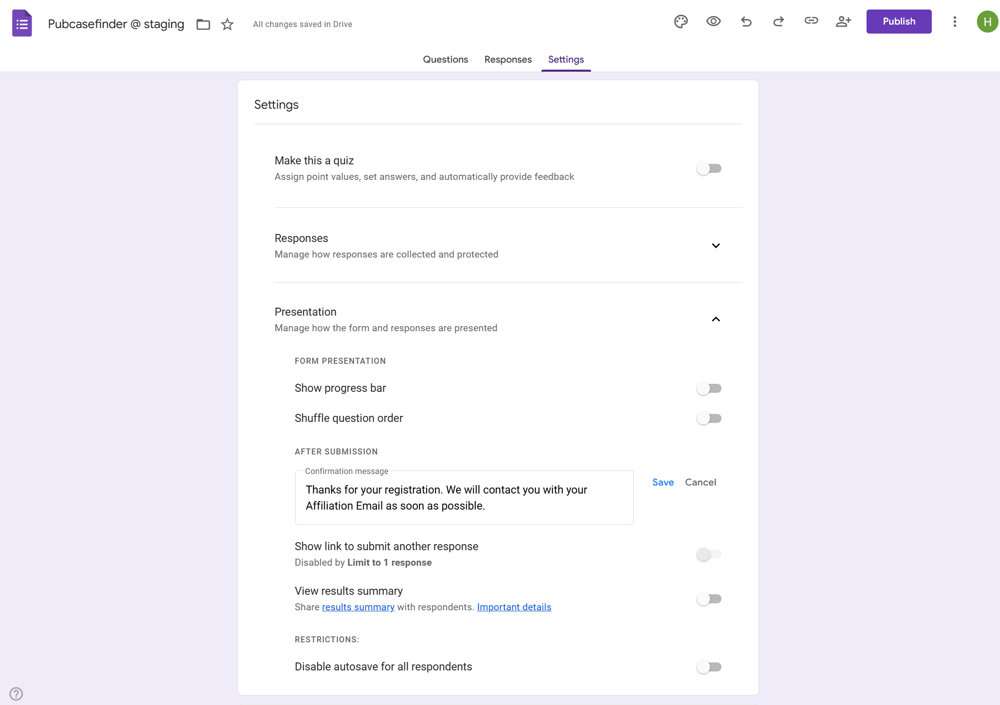 Pubcasefinder @ staging
All changes saved in Drive
Publish
H
Questions
Responses
Settings
Settings
Make this a quiz
Assign point values, set answers, and automatically provide feedback
Responses
Manage how responses are collected and protected
Presentation
Manage how the form and responses are presented
FORM PRESENTATION
Show progress bar
Shuffle question order
AFTER SUBMISSION
Confirmation message
Thanks for your registration. We will contact you with your
Affiliation Email as soon as possible.
Save
Cancel
Show link to submit another response
Disabled by Limit to 1 response
View results summary
Share results summary with respondents. Important details
RESTRICTIONS:
Disable autosave for all respondents